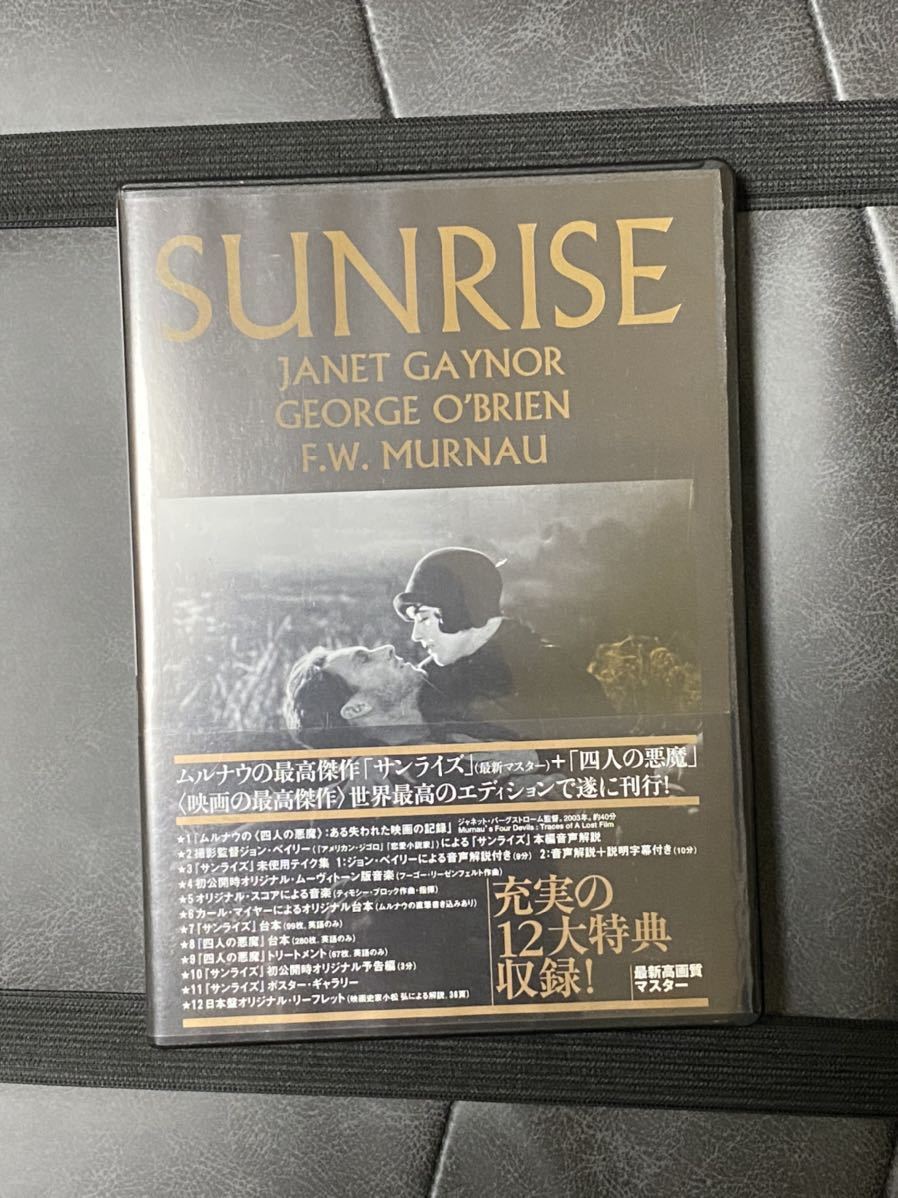 SUNRISE
JANET GAYNOR
GEORGE O'BRIEN
F.W. MURNAU
ムルナウの最高傑作「サンライズ」(最新マスター)+「四人の悪魔」
〈映画の最高傑作〉世界最高のエディションで遂に刊行!
★1『ムルナウの〈四人の悪魔〉:ある失われた映画の記録』 ジャネット・バーグストローム監督。2003年。約40分
Murnau's Four Devils : Traces of A Lost Film
★2 撮影監督ジョン・ベイリー(『アメリカン・ジゴロ』『恋愛小説家』)による『サンライズ』本編音声解説
★3『サンライズ』未使用テイク集 1:ジョン・ベイリーによる音声解説付き(9分) 2:音声解説+説明字幕付き(10分)
★4 初公開時オリジナル・ムーヴィトーン版音楽(フーゴー・リーゼンフェルト作曲)
★5 オリジナル・スコアによる音楽(ティモシー・ブロック作曲・指揮)
★6 カール・マイヤーによるオリジナル台本(ムルナウの直筆書き込みあり)
★7『サンライズ』台本(99枚、英語のみ)
★8『四人の悪魔』台本(280枚、英語のみ)
★9『四人の悪魔』トリートメント(67枚、英語のみ)
★10『サンライズ』初公開時オリジナル予告編(3分)
★11『サンライズ』ポスター・ギャラリー
★12 日本盤オリジナル・リーフレット(映画史家小松 弘による解説、36頁)
充実の
12大特典
収録!
最新高画質
マスター